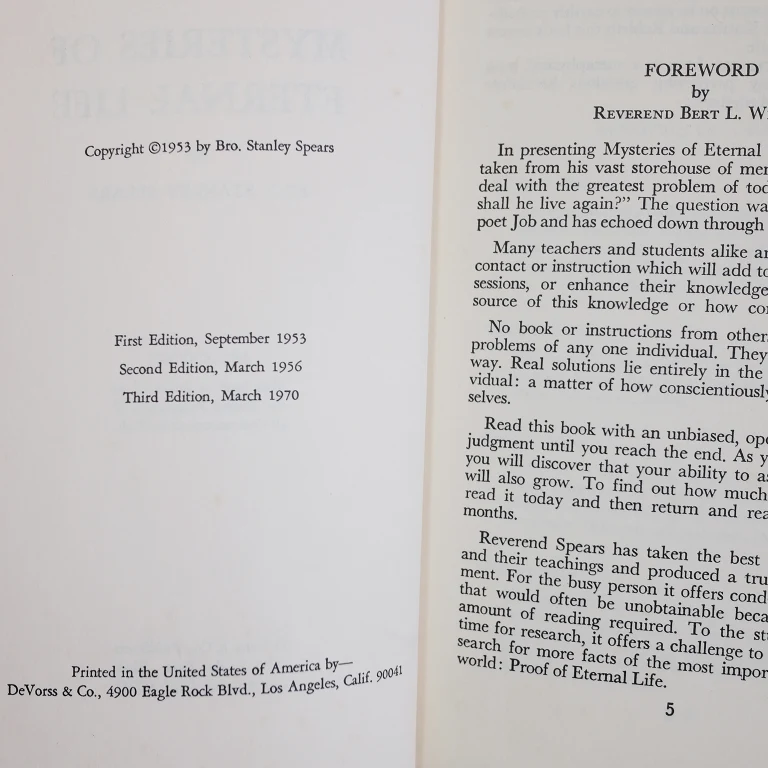 Copyright ©1953 by Bro. Stanley Spears
First Edition, September 1953
Second Edition, March 1956
Third Edition, March 1970
Printed in the United States of America by—
DeVorss & Co., 4900 Eagle Rock Blvd., Los Angeles, Calif. 90041
FOREWORD
by
REVEREND BERT L. W
In presenting Mysteries of Eternal
taken from his vast storehouse of
deal with the greatest problem of
shall he live again?” The question
poet Job and has echoed down through
Many teachers and students alike
contact or instruction which will add
sessions, or enhance their knowledge
source of this knowledge or how
No book or instructions from other
problems of any one individual. They
way. Real solutions lie entirely in the
vidual: a matter of how conscientiously
selves.
Read this book with an unbiased,
judgment until you reach the end. As
you will discover that your ability to
will also grow. To find out how much
read it today and then return and
months.
Reverend Spears has taken the best
and their teachings and produced a
ment. For the busy person it offers
that would often be unobtainable
amount of reading required. To the
time for research, it offers a challenge to
search for more facts of the most
world: Proof of Eternal Life.
5